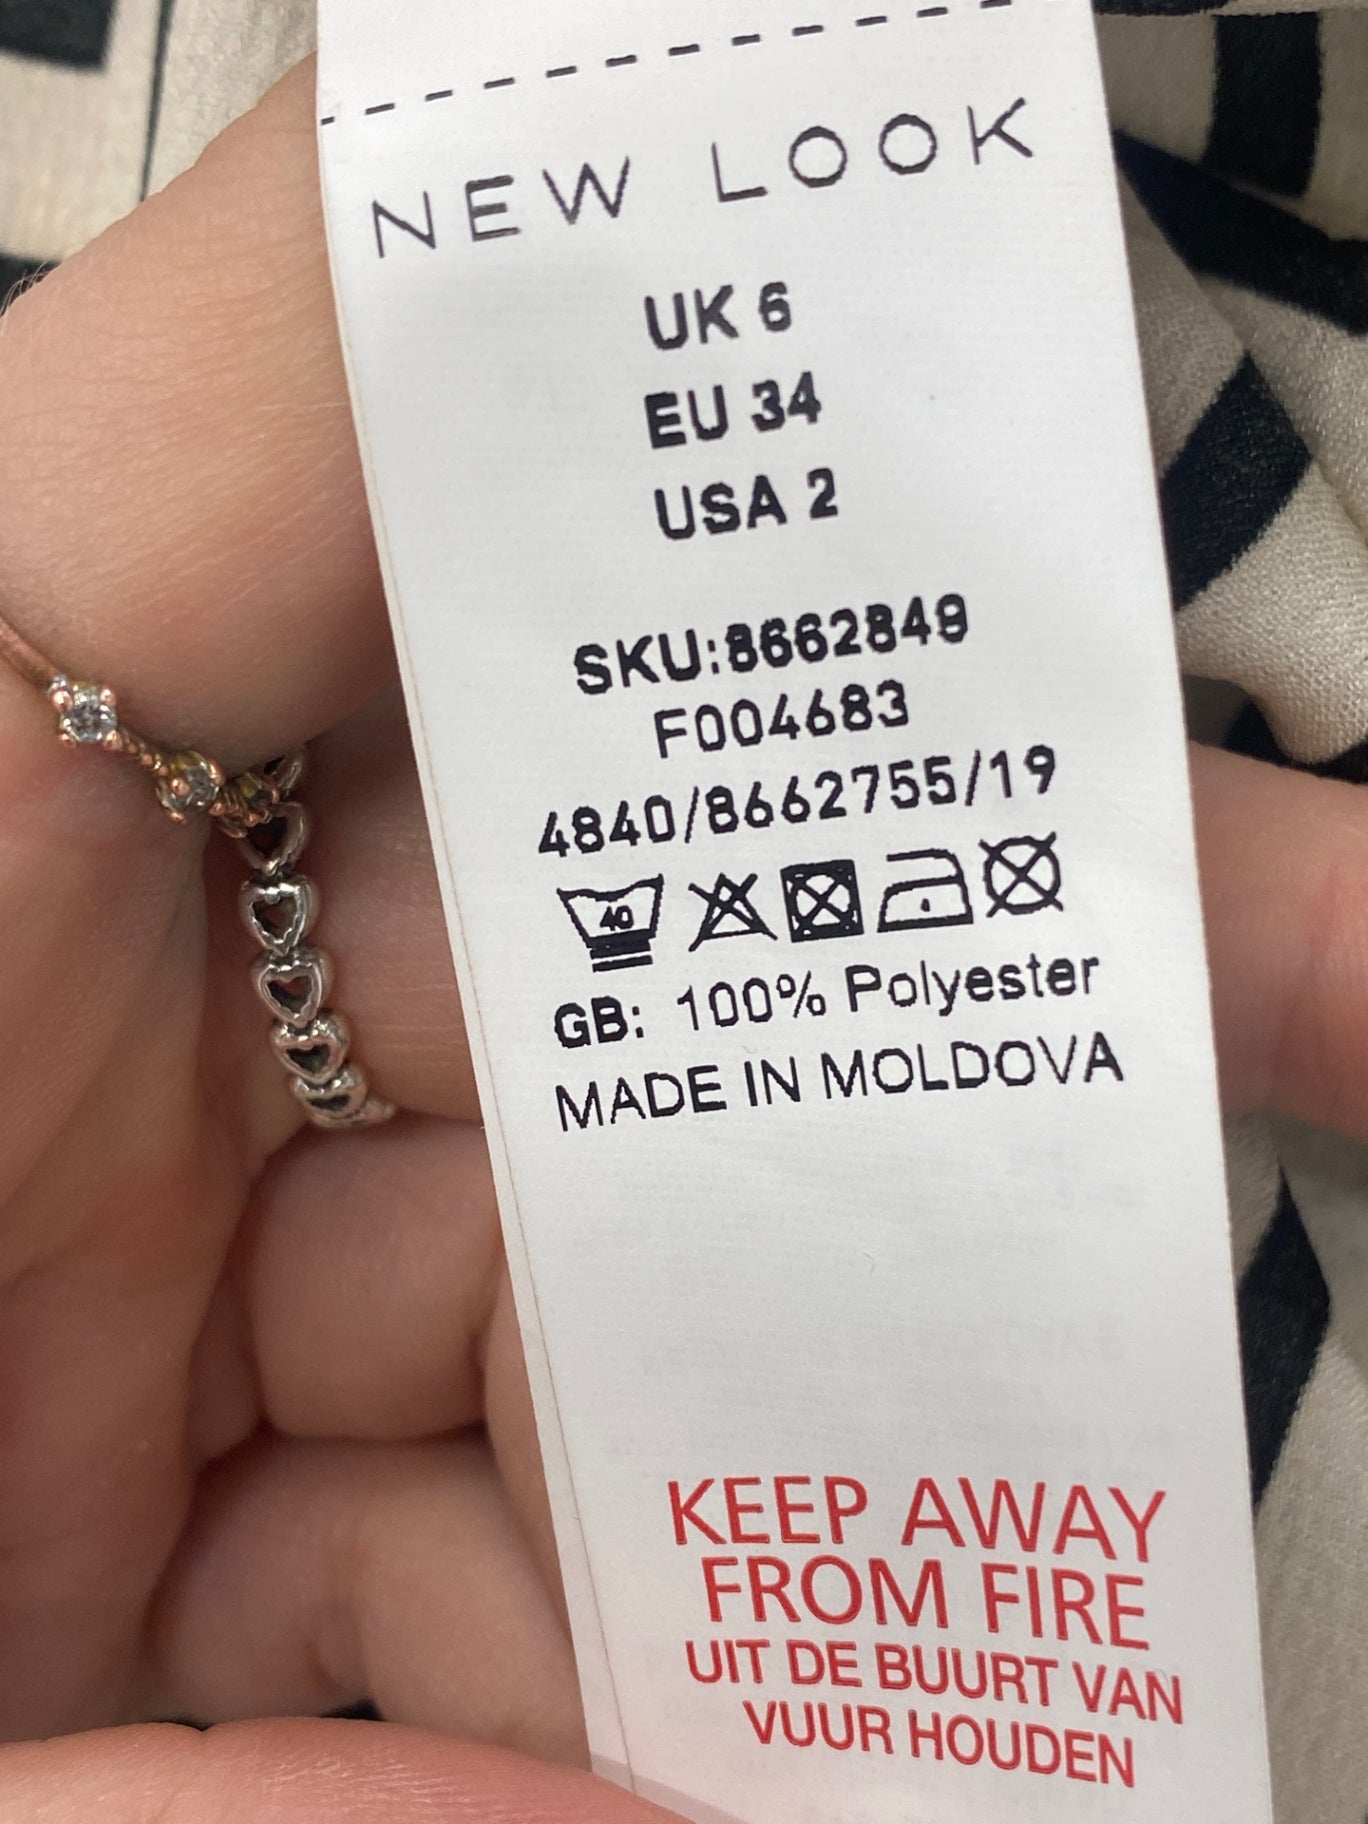 NEW LOOK
UK 6
EU 34
USA 2
SKU:8662849
F004683
4840/8662755/19
40
GB: 100% Polyester
MADE IN MOLDOVA
KEEP AWAY
FROM FIRE
UIT DE BUURT VAN
VUUR HOUDEN